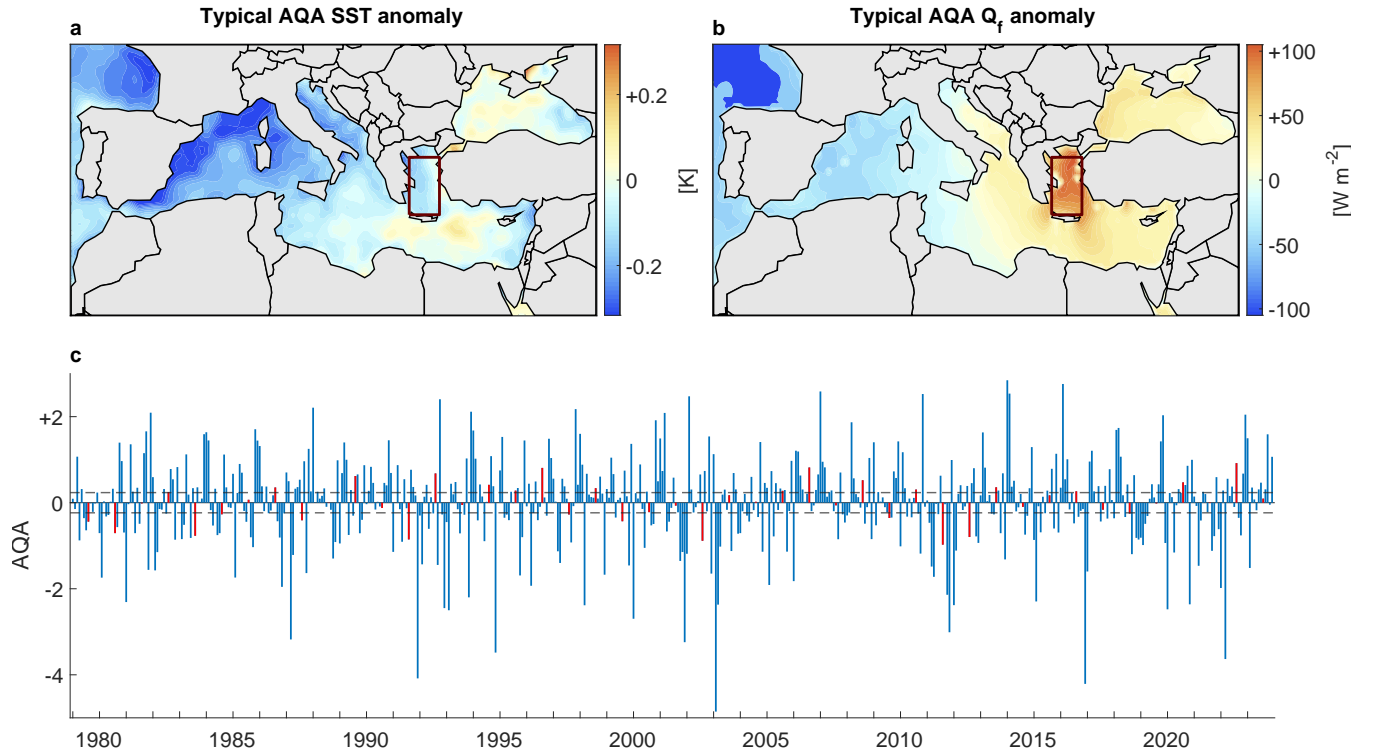 Typical AQA SST anomaly
a
+0.2
0
-0.2
[K]
Typical AQA Qf anomaly
b
+100
+50
0
-50
-100
[W m-2]
c
+2
0
-2
-4
AQA
1980 1985 1990 1995 2000 2005 2010 2015 2020